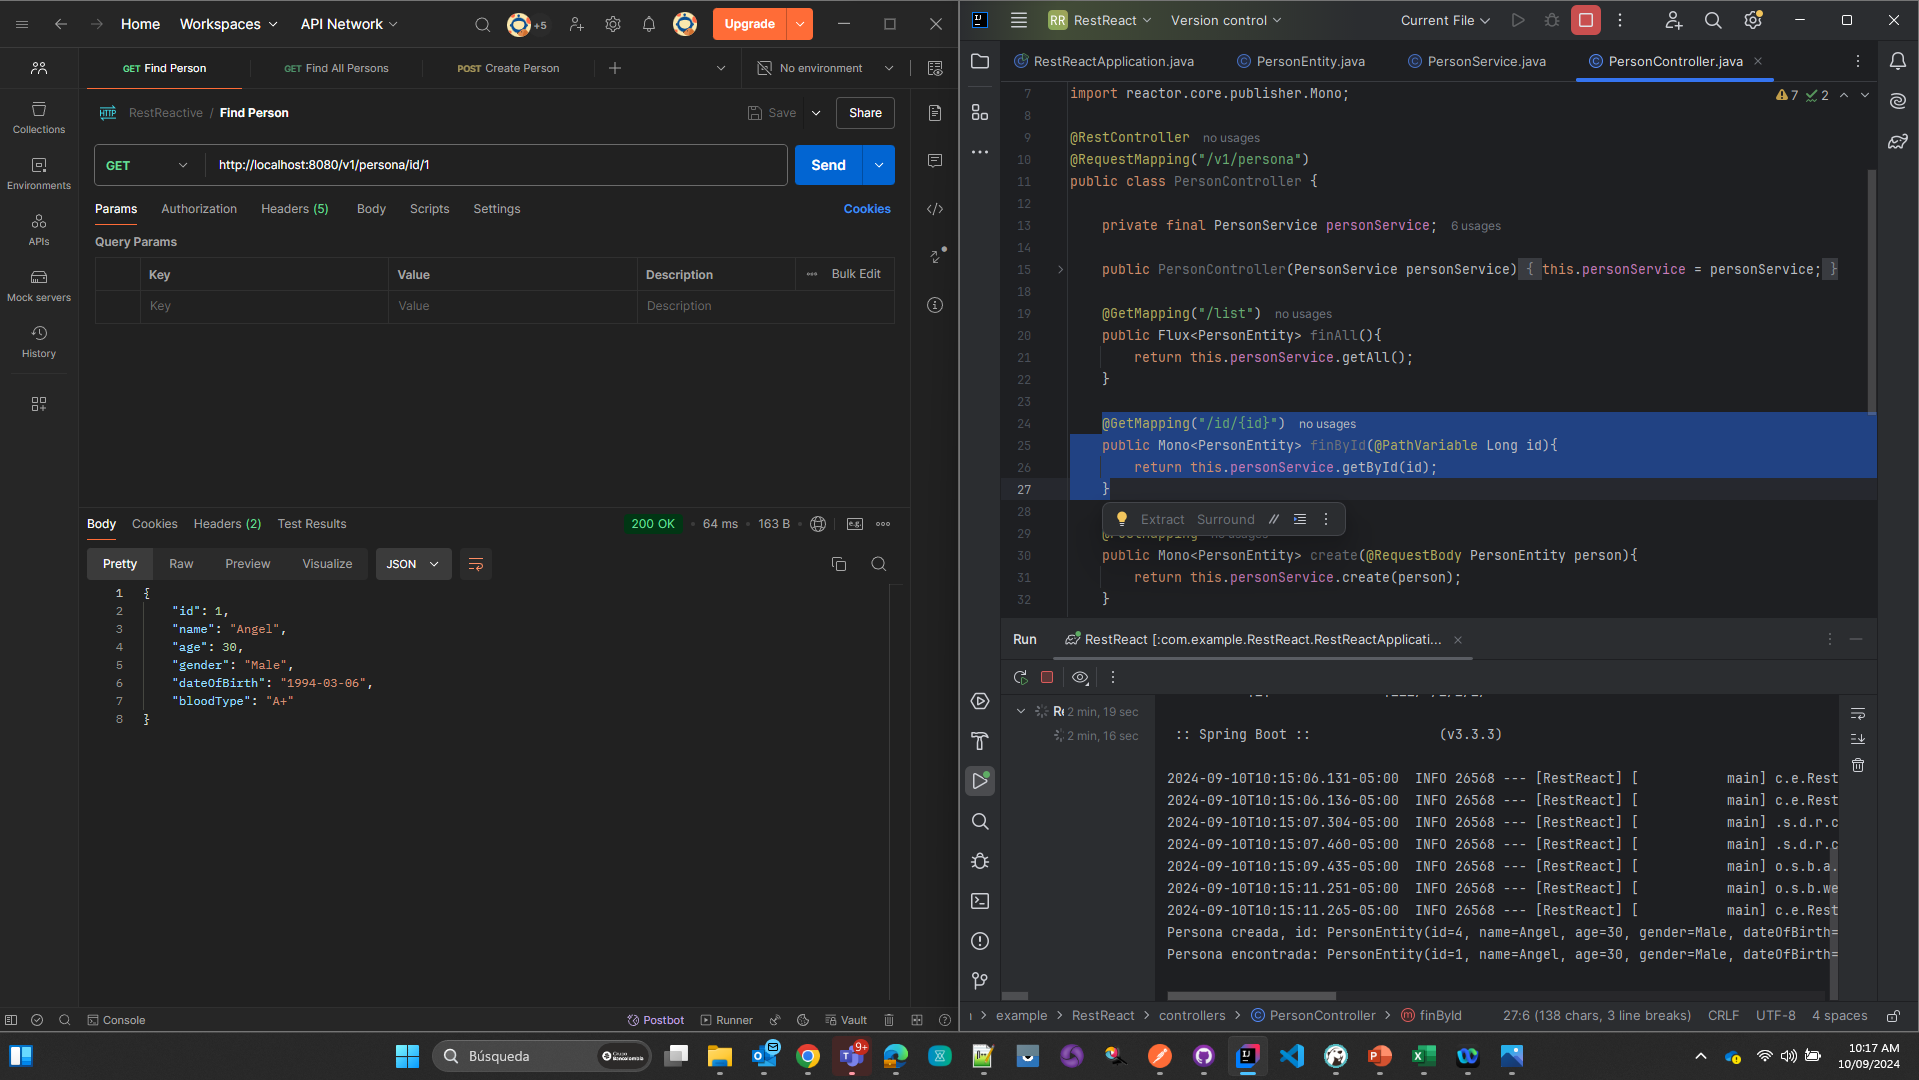 Home Workspaces API Network +5 Upgrade
GET Find Person GET Find All Persons POST Create Person No environment
RestReactive / Find Person Save Share
GET http://localhost:8080/v1/persona/id/1 Send
Params Authorization Headers (5) Body Scripts Settings Cookies
Query Params
Key Value Description Bulk Edit
Key Value Description
Collections
Environments
APIs
Mock servers
History
Body Cookies Headers (2) Test Results 200 OK • 64 ms • 163 B
Pretty Raw Preview Visualize JSON
1 {
2 "id": 1,
3 "name": "Angel",
4 "age": 30,
5 "gender": "Male",
6 "dateOfBirth": "1994-03-06",
7 "bloodType": "A+"
8 }
Console Postbot Runner Vault
RR RestReact Version control Current File
RestReactApplication.java PersonEntity.java PersonService.java PersonController.java
7 import reactor.core.publisher.Mono; 7 2
8
9 @RestController no usages
10 @RequestMapping("/v1/persona")
11 public class PersonController {
12
13 private final PersonService personService; 6 usages
14
15 public PersonController(PersonService personService) { this.personService = personService; }
18
19 @GetMapping("/list") no usages
20 public Flux<PersonEntity> finAll(){
21 return this.personService.getAll();
22 }
23
24 @GetMapping("/id/{id}") no usages
25 public Mono<PersonEntity> finById(@PathVariable Long id){
26 return this.personService.getById(id);
27 }
28
Extract Surround
29 @PostMapping no usages
30 public Mono<PersonEntity> create(@RequestBody PersonEntity person){
31 return this.personService.create(person);
32 }
Run RestReact [:com.example.RestReact.RestReactApplicati...
Re 2 min, 19 sec
2 min, 16 sec
:: Spring Boot :: (v3.3.3)
2024-09-10T10:15:06.131-05:00 INFO 26568 --- [RestReact] [ main] c.e.Rest
2024-09-10T10:15:06.136-05:00 INFO 26568 --- [RestReact] [ main] c.e.Rest
2024-09-10T10:15:07.304-05:00 INFO 26568 --- [RestReact] [ main] .s.d.r.c
2024-09-10T10:15:07.460-05:00 INFO 26568 --- [RestReact] [ main] .s.d.r.c
2024-09-10T10:15:09.435-05:00 INFO 26568 --- [RestReact] [ main] o.s.b.a.
2024-09-10T10:15:11.251-05:00 INFO 26568 --- [RestReact] [ main] o.s.b.we
2024-09-10T10:15:11.265-05:00 INFO 26568 --- [RestReact] [ main] c.e.Rest
Persona creada, id: PersonEntity(id=4, name=Angel, age=30, gender=Male, dateOfBirth=
Persona encontrada: PersonEntity(id=1, name=Angel, age=30, gender=Male, dateOfBirth=
example > RestReact > controllers > PersonController > finById 27:6 (138 chars, 3 line breaks) CRLF UTF-8 4 spaces
Búsqueda 9+ 10:17 AM
10/09/2024